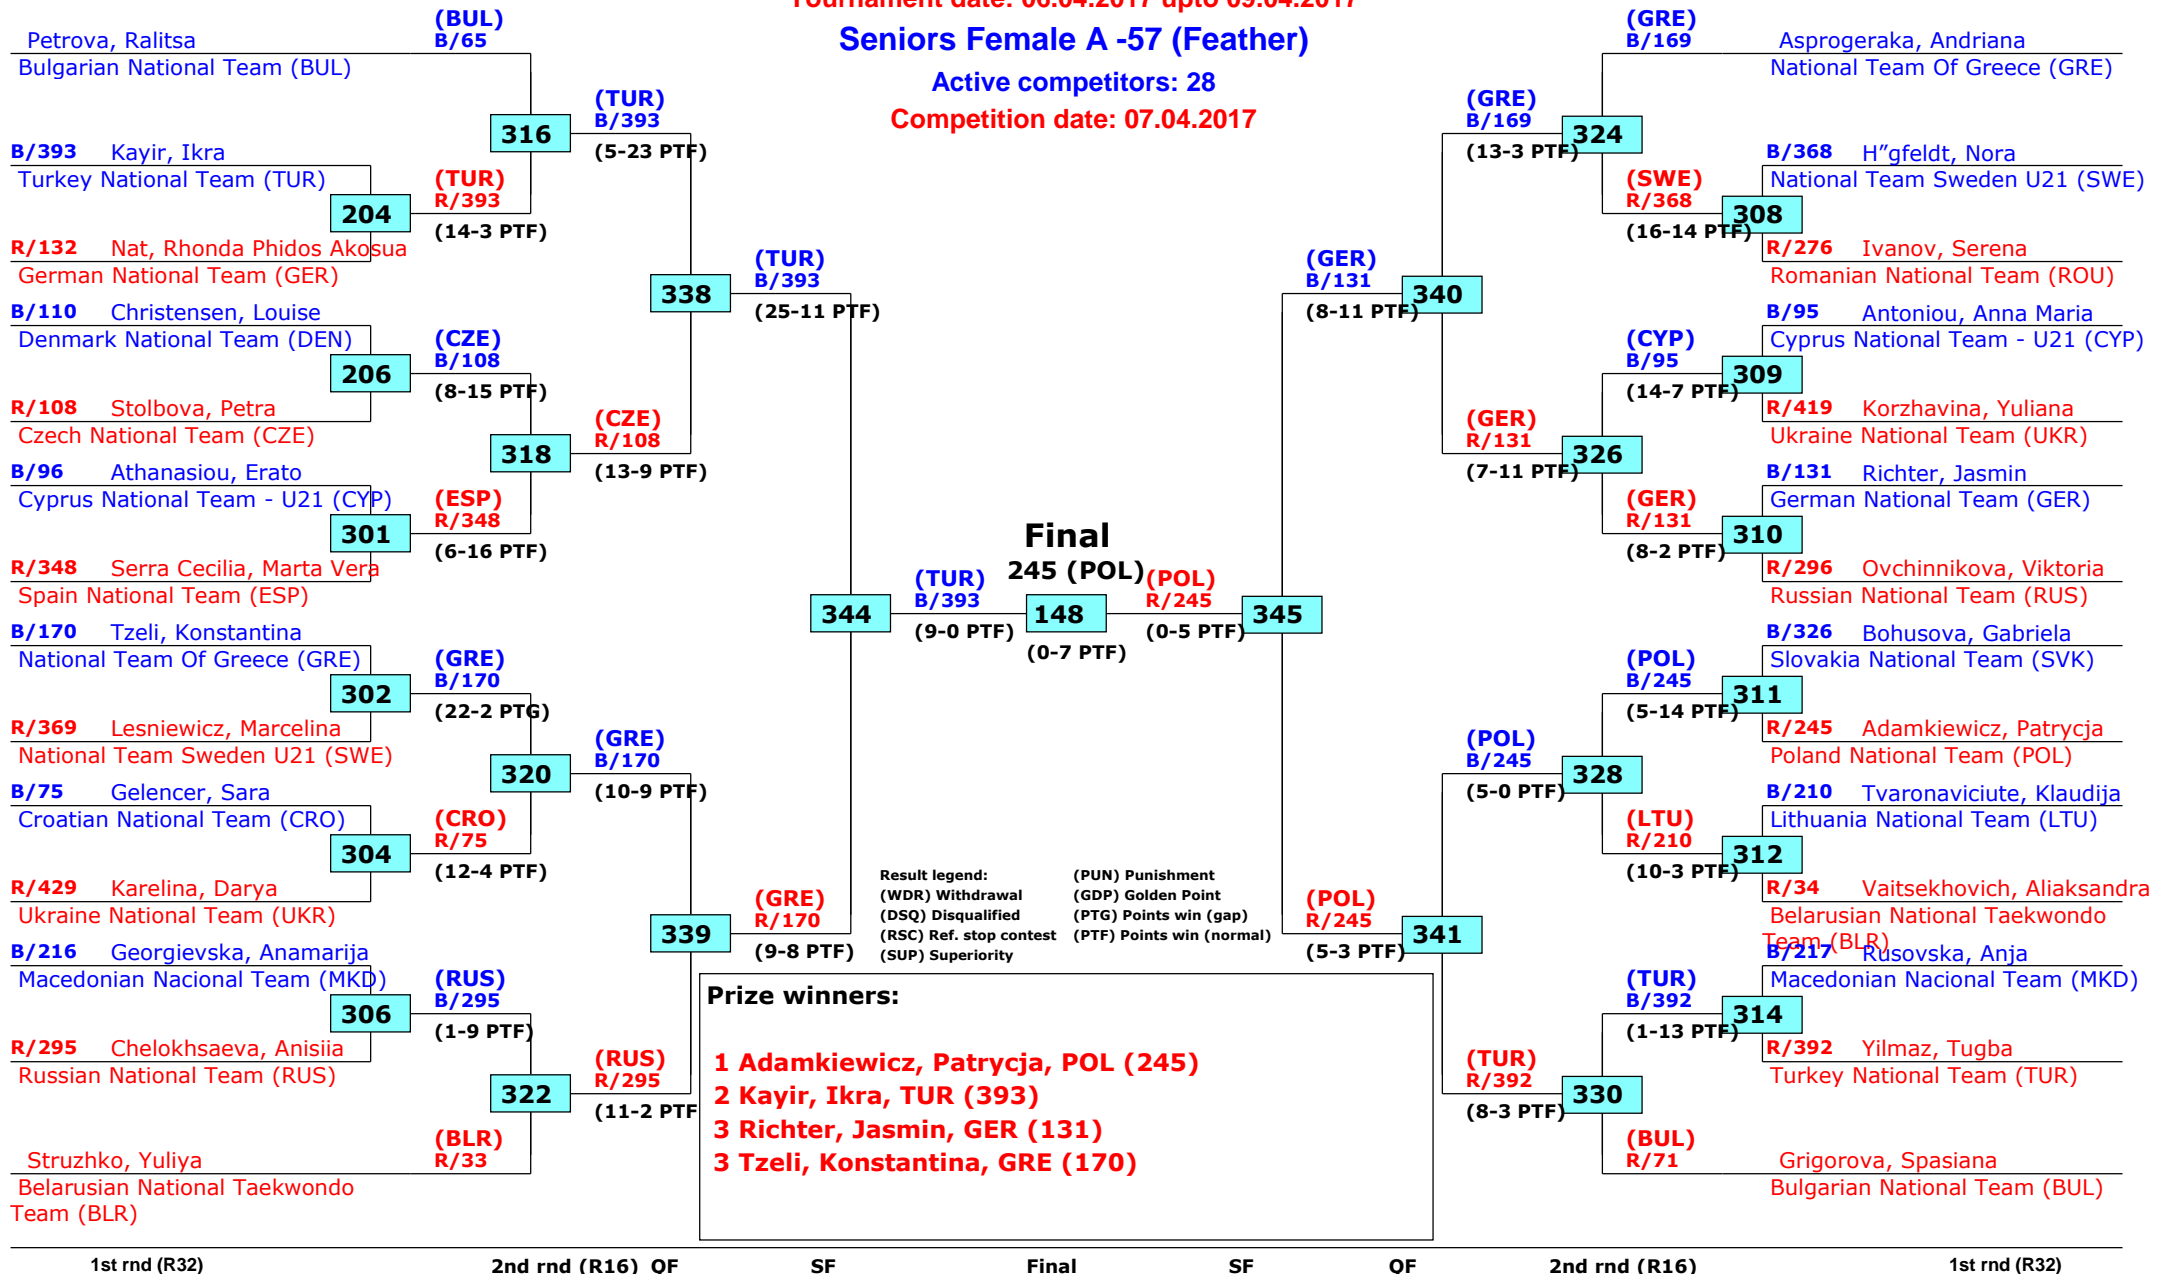 Tournament date: 06.04.2017 upto 09.04.2017
Seniors Female A -57 (Feather)
Active competitors: 28
Competition date: 07.04.2017
Petrova, Ralitsa
Bulgarian National Team (BUL)
(BUL)
B/65
B/393 Kayir, Ikra
Turkey National Team (TUR)
204
R/132 Nat, Rhonda Phidos Akosua
German National Team (GER)
(TUR)
R/393
(14-3 PTF)
316
(TUR)
B/393
(5-23 PTF)
B/110 Christensen, Louise
Denmark National Team (DEN)
206
R/108 Stolbova, Petra
Czech National Team (CZE)
(CZE)
B/108
(8-15 PTF)
B/96 Athanasiou, Erato
Cyprus National Team - U21 (CYP)
301
R/348 Serra Cecilia, Marta Vera
Spain National Team (ESP)
(ESP)
R/348
(6-16 PTF)
318
(CZE)
R/108
(13-9 PTF)
338
(TUR)
B/393
(25-11 PTF)
B/170 Tzeli, Konstantina
National Team Of Greece (GRE)
302
R/369 Lesniewicz, Marcelina
National Team Sweden U21 (SWE)
(GRE)
B/170
(22-2 PTG)
B/75 Gelencer, Sara
Croatian National Team (CRO)
304
R/429 Karelina, Darya
Ukraine National Team (UKR)
(CRO)
R/75
(12-4 PTF)
320
(GRE)
B/170
(10-9 PTF)
B/216 Georgievska, Anamarija
Macedonian Nacional Team (MKD)
306
R/295 Chelokhsaeva, Anisiia
Russian National Team (RUS)
(RUS)
B/295
(1-9 PTF)
Struzhko, Yuliya
Belarusian National Taekwondo
Team (BLR)
(BLR)
R/33
322
(RUS)
R/295
(11-2 PTF
339
(GRE)
R/170
(9-8 PTF)
344
(TUR)
B/393
(9-0 PTF)
Final
245 (POL)
148
(0-7 PTF)
(POL)
R/245
(0-5 PTF)
345
(GER)
B/131
(8-11 PTF)
340
(GRE)
B/169
(13-3 PTF)
324
(GRE)
B/169
Asprogeraka, Andriana
National Team Of Greece (GRE)
(SWE)
R/368
(16-14 PTF)
308
B/368 H”gfeldt, Nora
National Team Sweden U21 (SWE)
R/276 Ivanov, Serena
Romanian National Team (ROU)
(GER)
R/131
(7-11 PTF)
326
(CYP)
B/95
(14-7 PTF)
309
B/95 Antoniou, Anna Maria
Cyprus National Team - U21 (CYP)
R/419 Korzhavina, Yuliana
Ukraine National Team (UKR)
(GER)
R/131
(8-2 PTF)
310
B/131 Richter, Jasmin
German National Team (GER)
R/296 Ovchinnikova, Viktoria
Russian National Team (RUS)
(POL)
R/245
(5-3 PTF)
341
(POL)
B/245
(5-0 PTF)
328
(POL)
B/245
(5-14 PTF)
311
B/326 Bohusova, Gabriela
Slovakia National Team (SVK)
R/245 Adamkiewicz, Patrycja
Poland National Team (POL)
(LTU)
R/210
(10-3 PTF)
312
B/210 Tvaronaviciute, Klaudija
Lithuania National Team (LTU)
R/34 Vaitsekhovich, Aliaksandra
Belarusian National Taekwondo
Team (BLR)
(TUR)
R/392
(8-3 PTF)
330
(TUR)
B/392
(1-13 PTF)
314
B/217 Rusovska, Anja
Macedonian Nacional Team (MKD)
R/392 Yilmaz, Tugba
Turkey National Team (TUR)
(BUL)
R/71
Grigorova, Spasiana
Bulgarian National Team (BUL)
Result legend:
(WDR) Withdrawal
(DSQ) Disqualified
(RSC) Ref. stop contest
(SUP) Superiority
(PUN) Punishment
(GDP) Golden Point
(PTG) Points win (gap)
(PTF) Points win (normal)
Prize winners:
1 Adamkiewicz, Patrycja, POL (245)
2 Kayir, Ikra, TUR (393)
3 Richter, Jasmin, GER (131)
3 Tzeli, Konstantina, GRE (170)
1st rnd (R32) 2nd rnd (R16) QF SF Final SF QF 2nd rnd (R16) 1st rnd (R32)